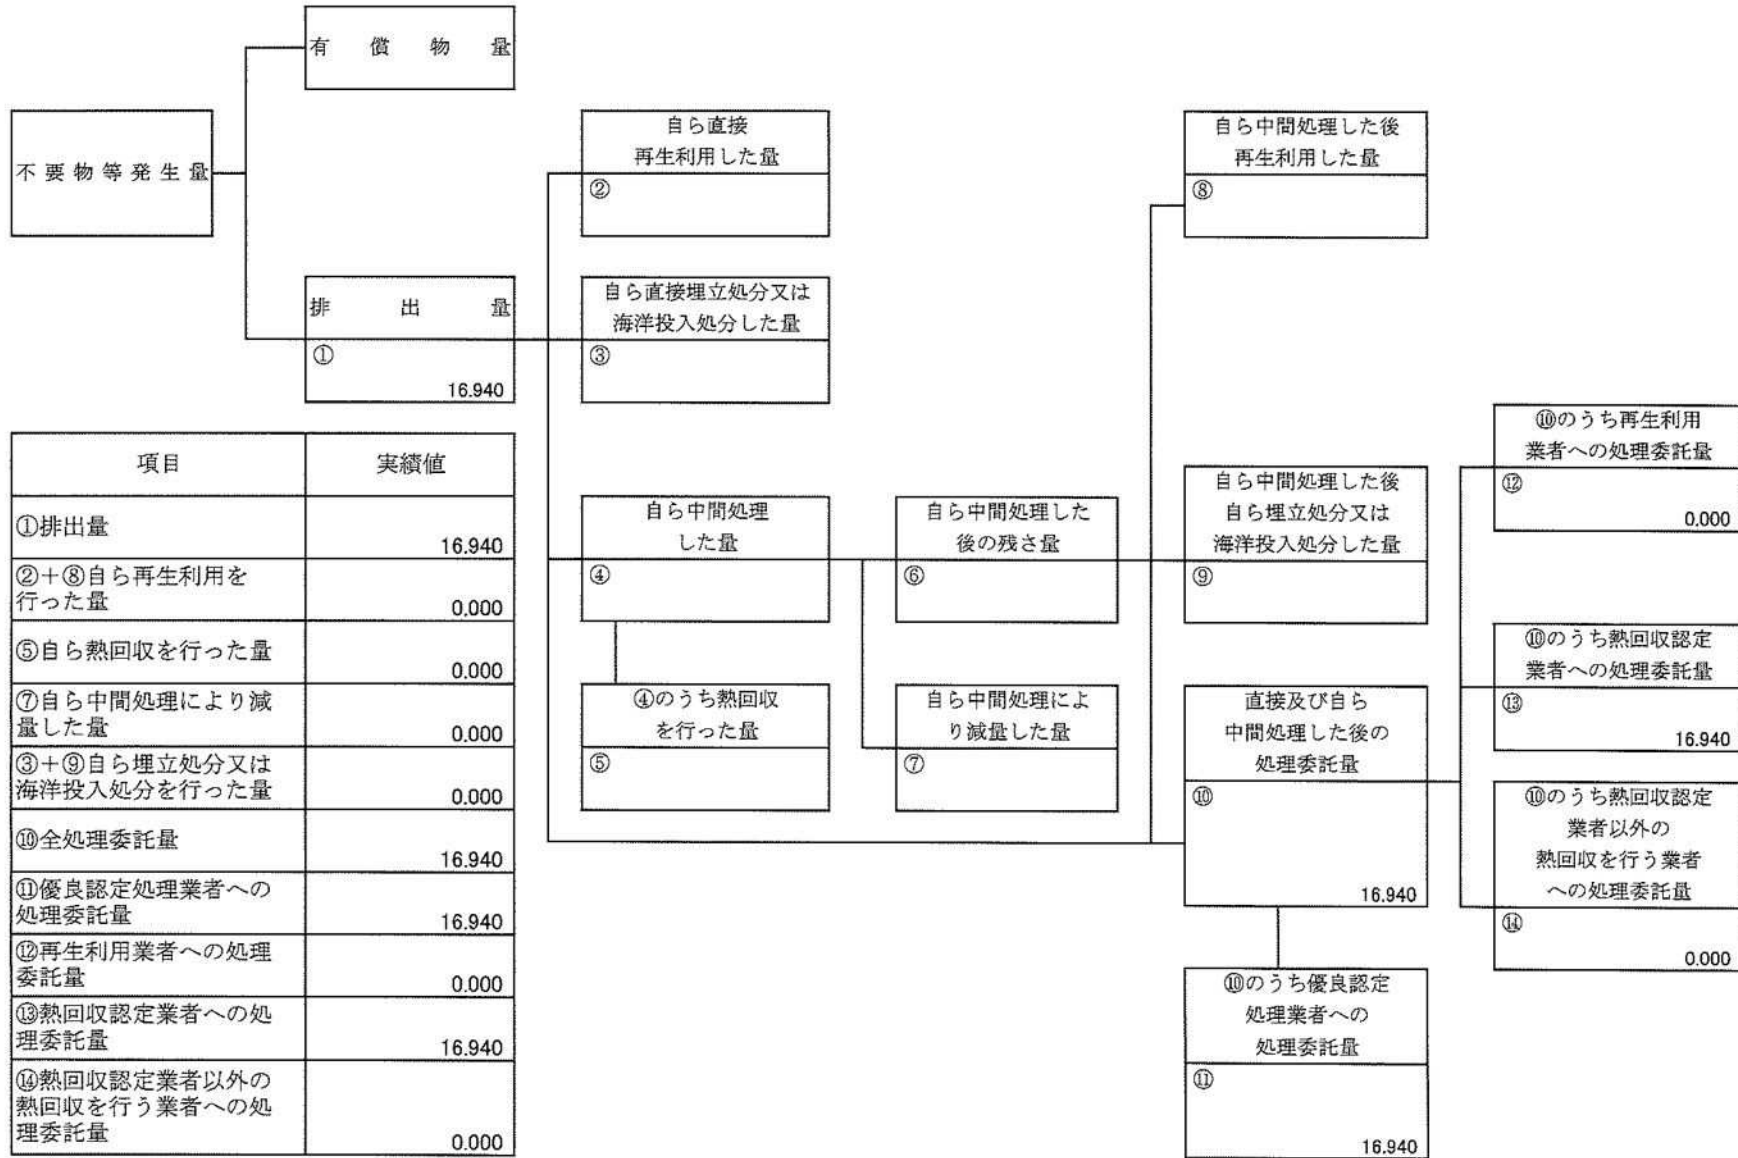 有償物量
不要物等発生量
排出量
①
16.940
自ら直接
再生利用した量
②
自ら直接埋立処分又は
海洋投入処分した量
③
自ら中間処理
した量
④
④のうち熱回収
を行った量
⑤
自ら中間処理した
後の残さ量
⑥
自ら中間処理によ
り減量した量
⑦
自ら中間処理した後
再生利用した量
⑧
自ら中間処理した後
自ら埋立処分又は
海洋投入処分した量
⑨
直接及び自ら
中間処理した後の
処理委託量
⑩
16.940
⑩のうち優良認定
処理業者への
処理委託量
⑪
16.940
⑩のうち再生利用
業者への処理委託量
⑫
0.000
⑩のうち熱回収認定
業者への処理委託量
⑬
16.940
⑩のうち熱回収認定
業者以外の
熱回収を行う業者
への処理委託量
⑭
0.000
項目 実績値
①排出量
16.940
②+⑧自ら再生利用を
行った量 0.000
⑤自ら熱回収を行った量
0.000
⑦自ら中間処理により減
量した量 0.000
③+⑨自ら埋立処分又は
海洋投入処分を行った量 0.000
⑩全処理委託量
16.940
⑪優良認定処理業者への
処理委託量 16.940
⑫再生利用業者への処理
委託量 0.000
⑬熱回収認定業者への処
理委託量 16.940
⑭熱回収認定業者以外の
熱回収を行う業者への処
理委託量 0.000